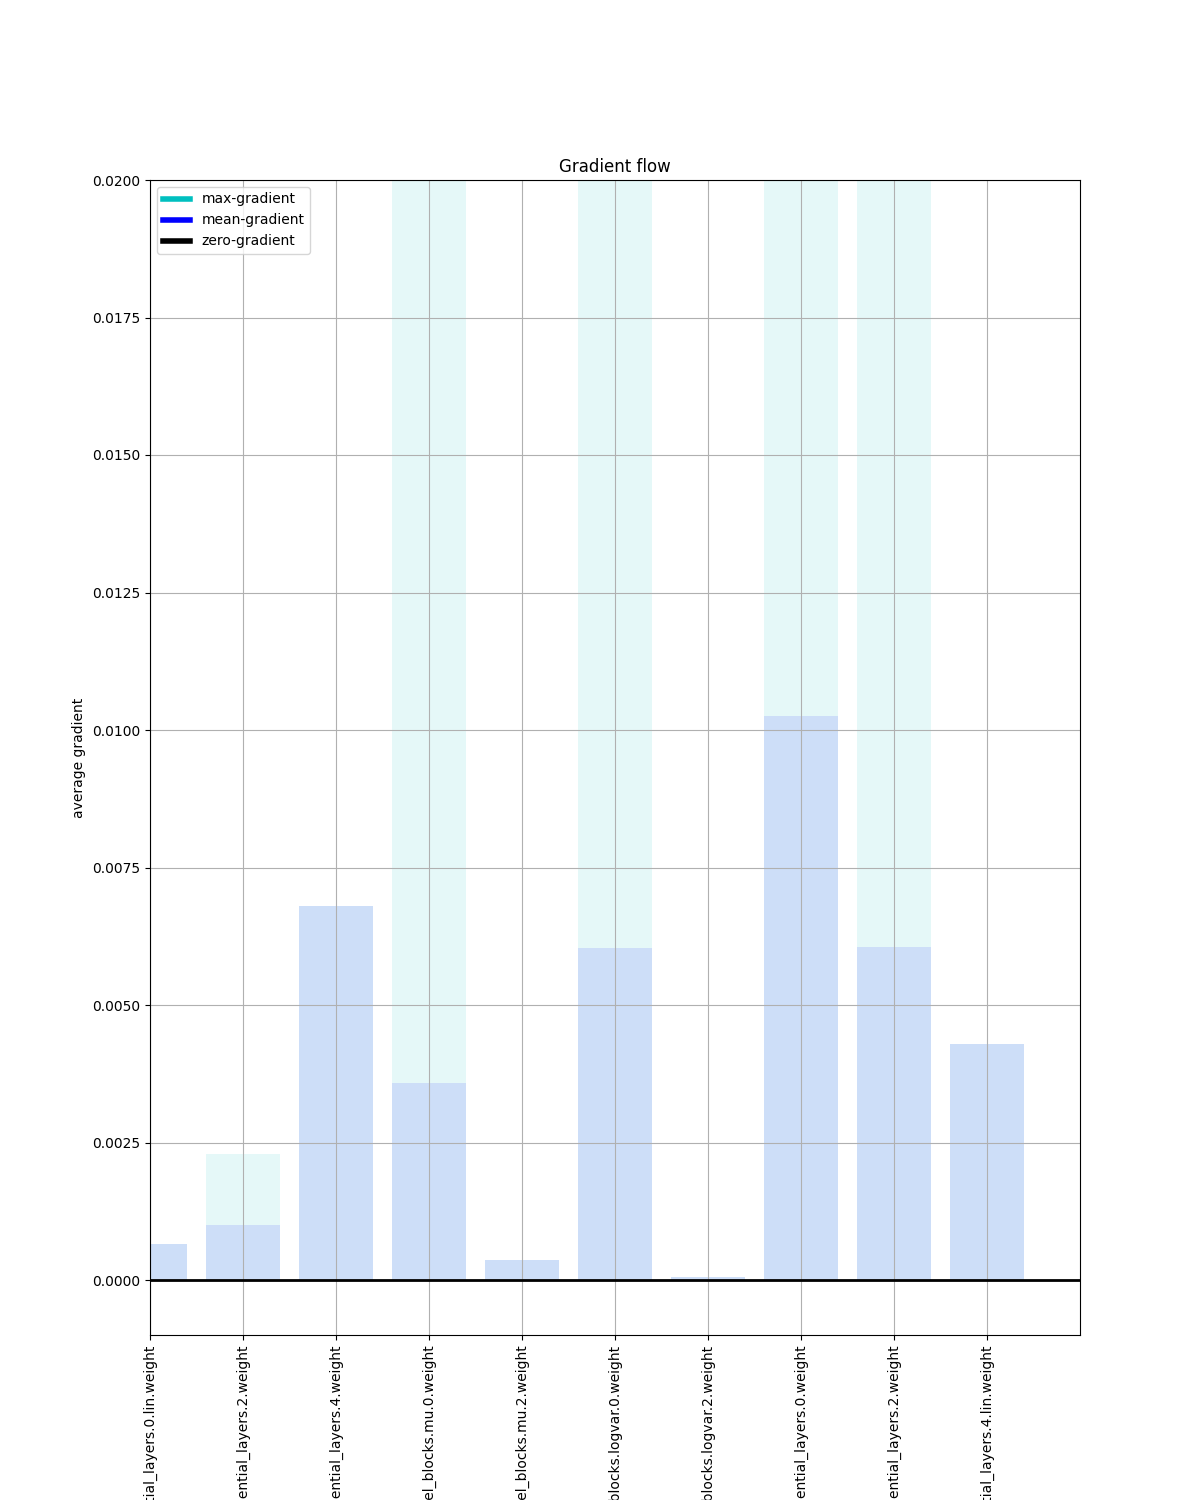 Gradient flow
max-gradient
mean-gradient
zero-gradient
0.0200
0.0175
0.0150
0.0125
0.0100
0.0075
0.0050
0.0025
0.0000
average gradient
tial_layers.0.lin.weight
ential_layers.2.weight
ential_layers.4.weight
el_blocks.mu.0.weight
el_blocks.mu.2.weight
blocks.logvar.0.weight
blocks.logvar.2.weight
ential_layers.0.weight
ential_layers.2.weight
tial_layers.4.lin.weight